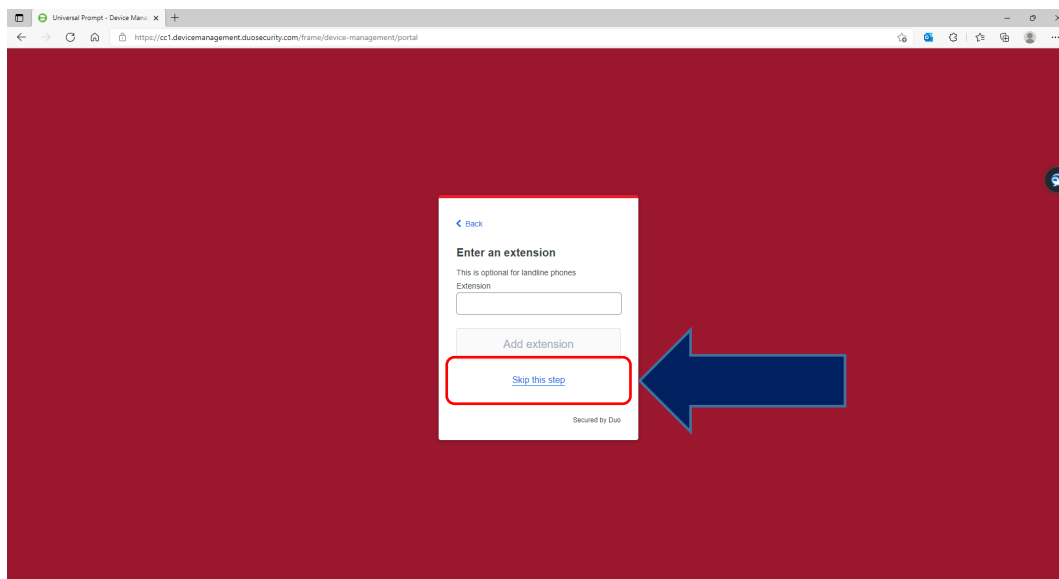 Universal Prompt - Device Mana
https://cc1.devicemanagement.duosecurity.com/frame/device-management/portal
Back
Enter an extension
This is optional for landline phones
Extension
Add extension
Skip this step
Secured by Duo